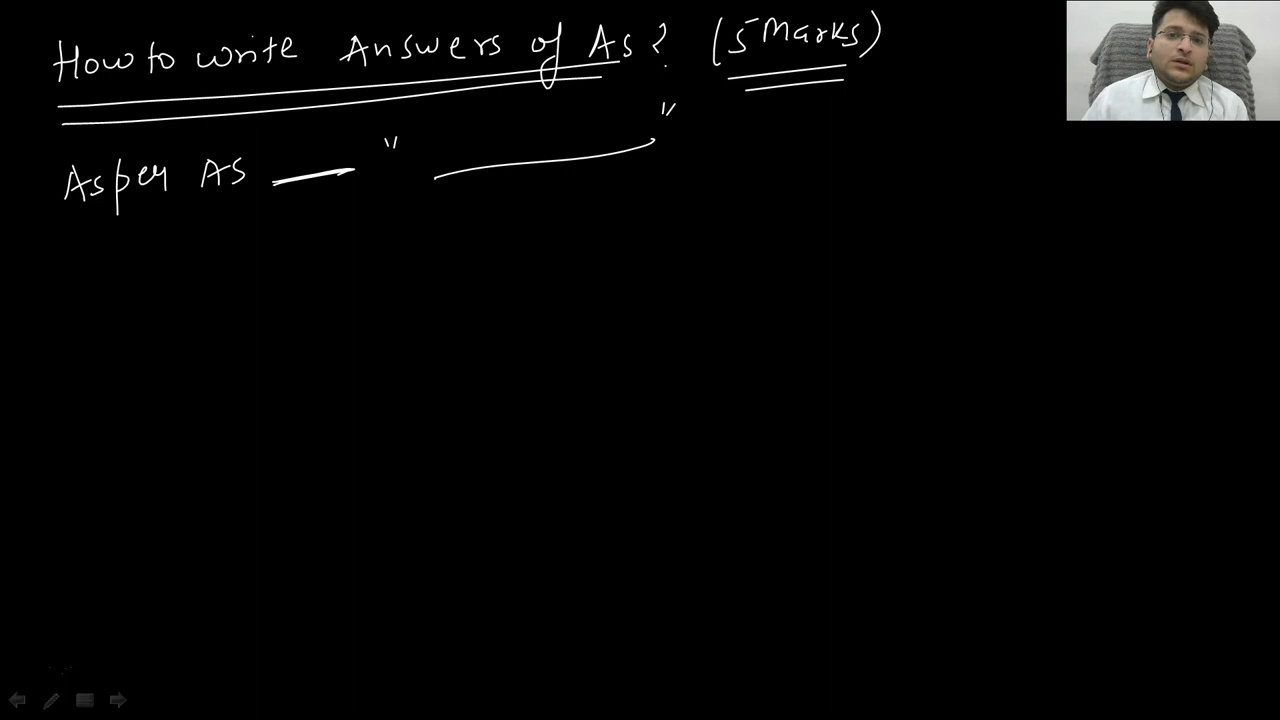 How to write Answers of As? (5 Marks)
As per AS — " — "